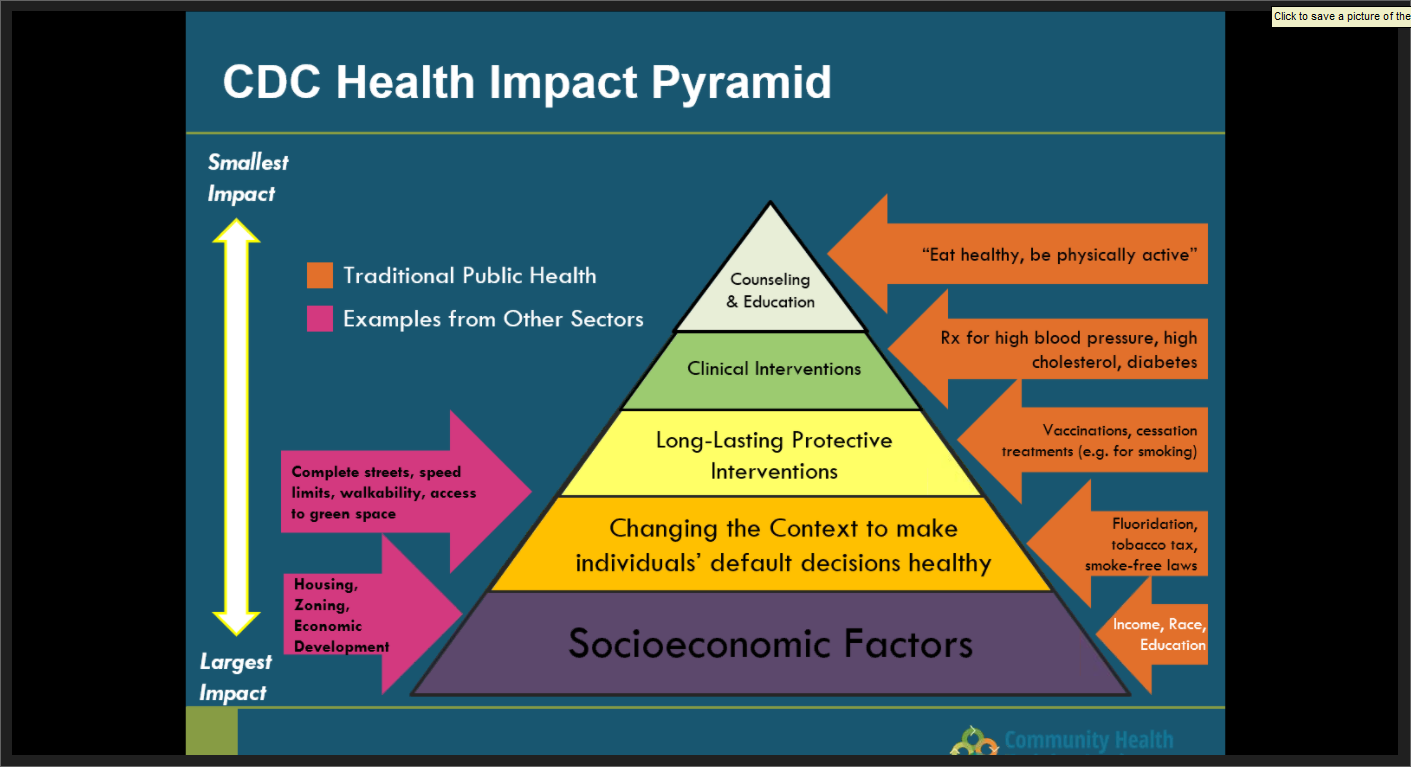 Click to save a picture of the
CDC Health Impact Pyramid
Smallest
Impact
Traditional Public Health
Examples from Other Sectors
Counseling
& Education
"Eat healthy, be physically active"
Clinical Interventions
Rx for high blood pressure, high
cholesterol, diabetes
Long-Lasting Protective
Interventions
Vaccinations, cessation
treatments (e.g. for smoking)
Complete streets, speed
limits, walkability, access
to green space
Changing the Context to make
individuals' default decisions healthy
Fluoridation,
tobacco tax,
smoke-free laws
Housing,
Zoning,
Economic
Development
Socioeconomic Factors
Income, Race,
Education
Largest
Impact
Community Health